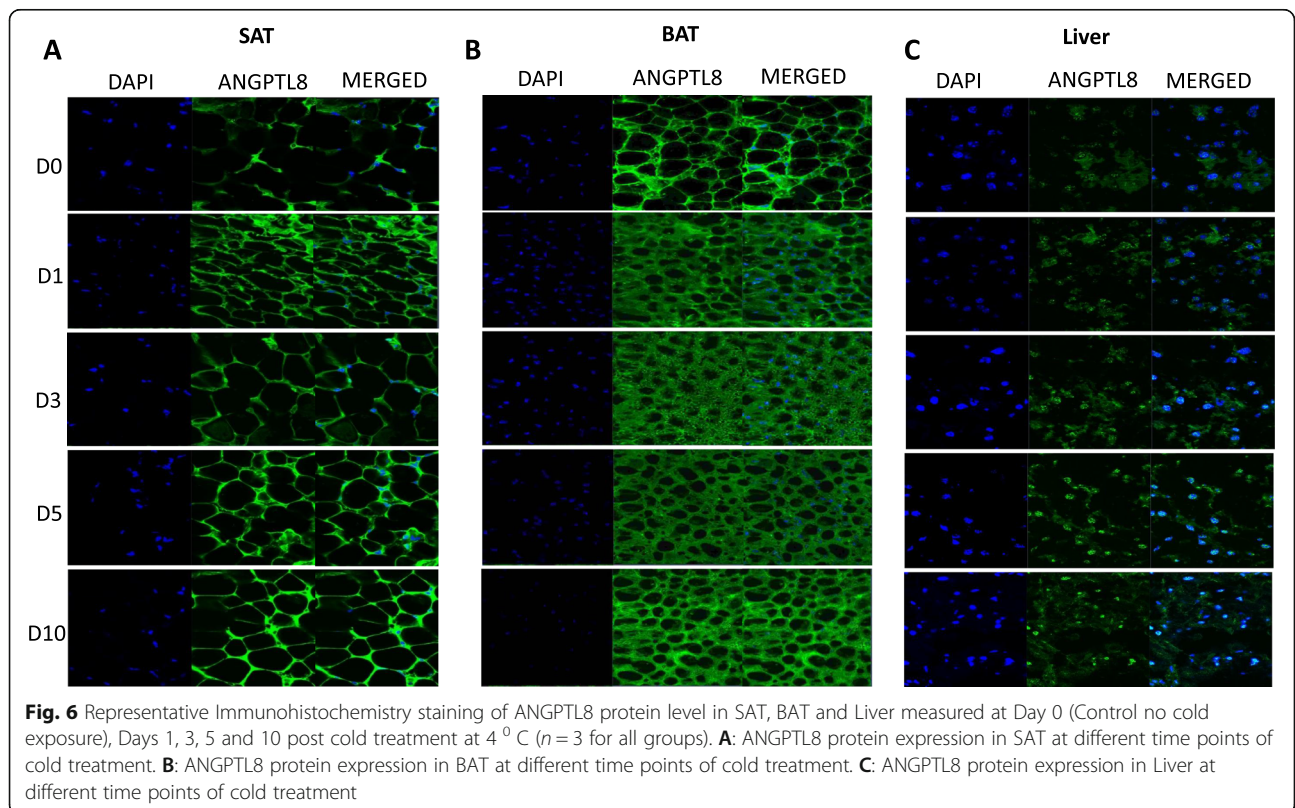 A
SAT
DAPI ANGPTL8 MERGED
B
BAT
DAPI ANGPTL8 MERGED
C
Liver
DAPI ANGPTL8 MERGED
D0
D1
D3
D5
D10
Fig. 6 Representative Immunohistochemistry staining of ANGPTL8 protein level in SAT, BAT and Liver measured at Day 0 (Control no cold
exposure), Days 1, 3, 5 and 10 post cold treatment at 4 ⁰ C (n = 3 for all groups). A: ANGPTL8 protein expression in SAT at different time points of
cold treatment. B: ANGPTL8 protein expression in BAT at different time points of cold treatment. C: ANGPTL8 protein expression in Liver at
different time points of cold treatment